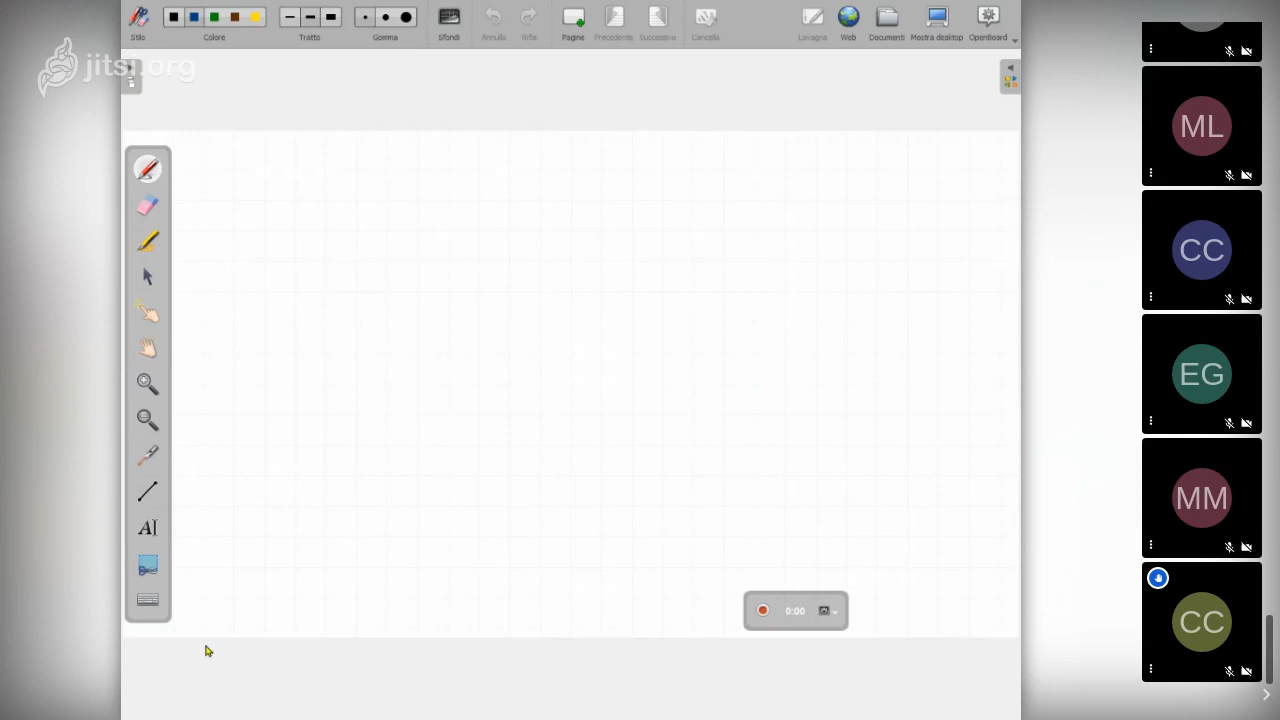 Stilo
Colore
Tratto
Gomma
Sfondi
Annulla
Rifai
Pagine
Precedente
Successivo
Cancella
Lavagna
Web
Documenti
Mostra desktop
OpenBoard
jitsi.org
ML
CC
EG
MM
CC
AI
0:00